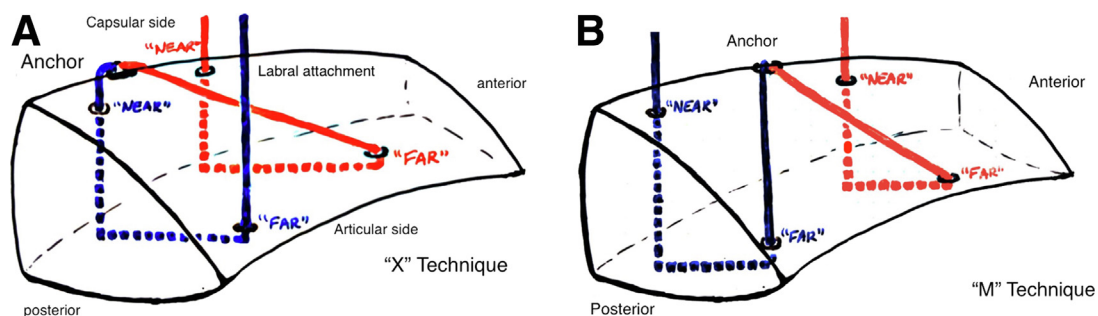 A
Capsular side
Anchor
"NEAR"
Labral attachment
anterior
"NEAR"
"FAR"
"FAR"
Articular side
"X" Technique
posterior
B
Anchor
"NEAR"
Anterior
"NEAR"
"FAR"
"FAR"
"M" Technique
Posterior